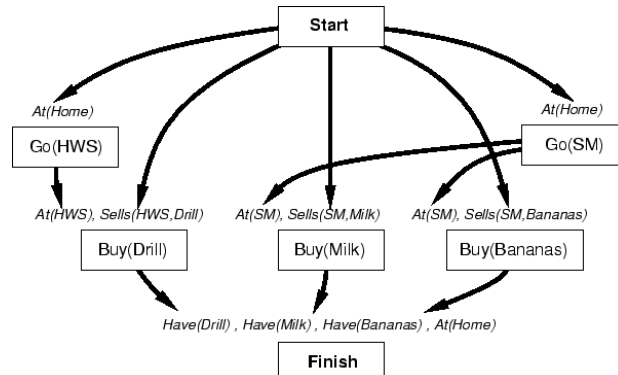 Start
At(Home)
At(Home)
Go(HWS)
Go(SM)
At(HWS), Sells(HWS,Drill)
At(SM), Sells(SM,Milk)
At(SM), Sells(SM,Bananas)
Buy(Drill)
Buy(Milk)
Buy(Bananas)
Have(Drill) , Have(Milk) , Have(Bananas) , At(Home)
Finish